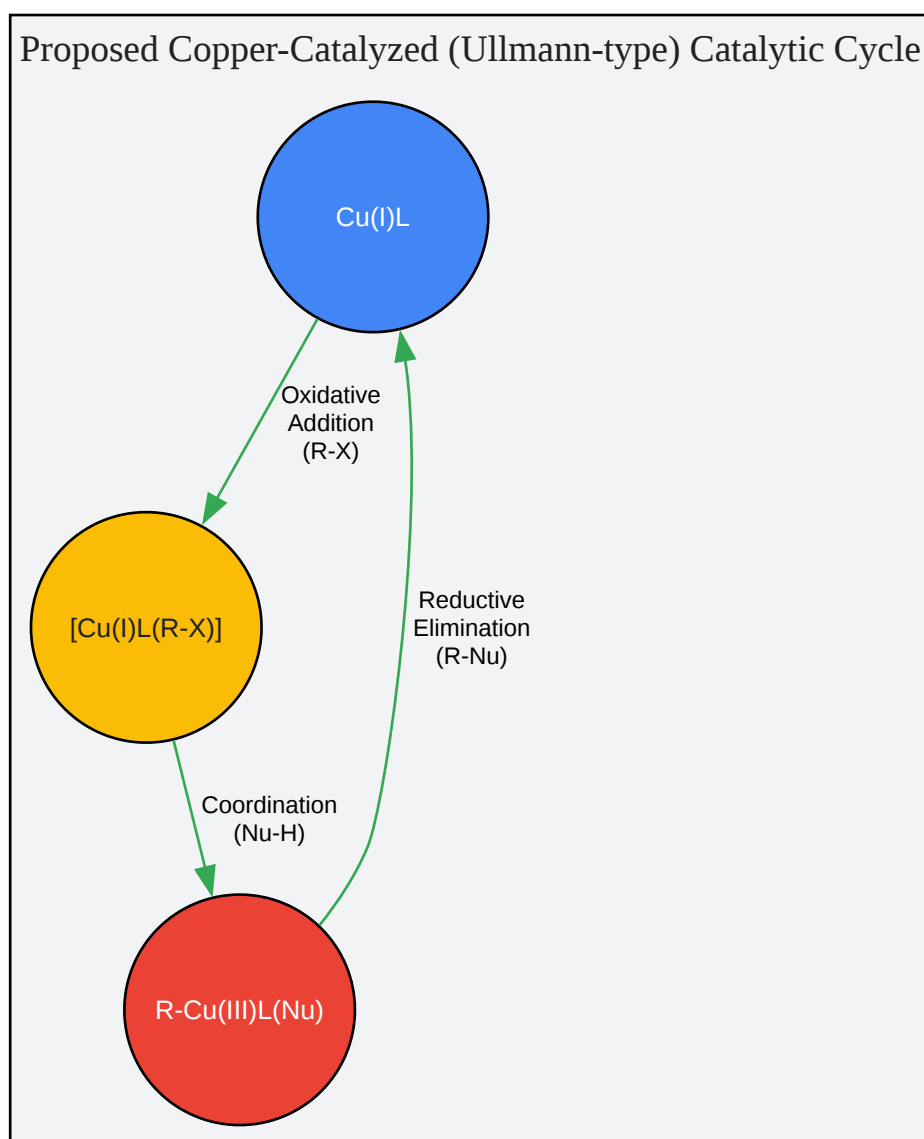 Proposed Copper-Catalyzed (Ullmann-type) Catalytic Cycle
Cu(I)L
Oxidative
Addition
(R-X)
Reductive
Elimination
(R-Nu)
[Cu(I)L(R-X)]
Coordination
(Nu-H)
R-Cu(III)L(Nu)